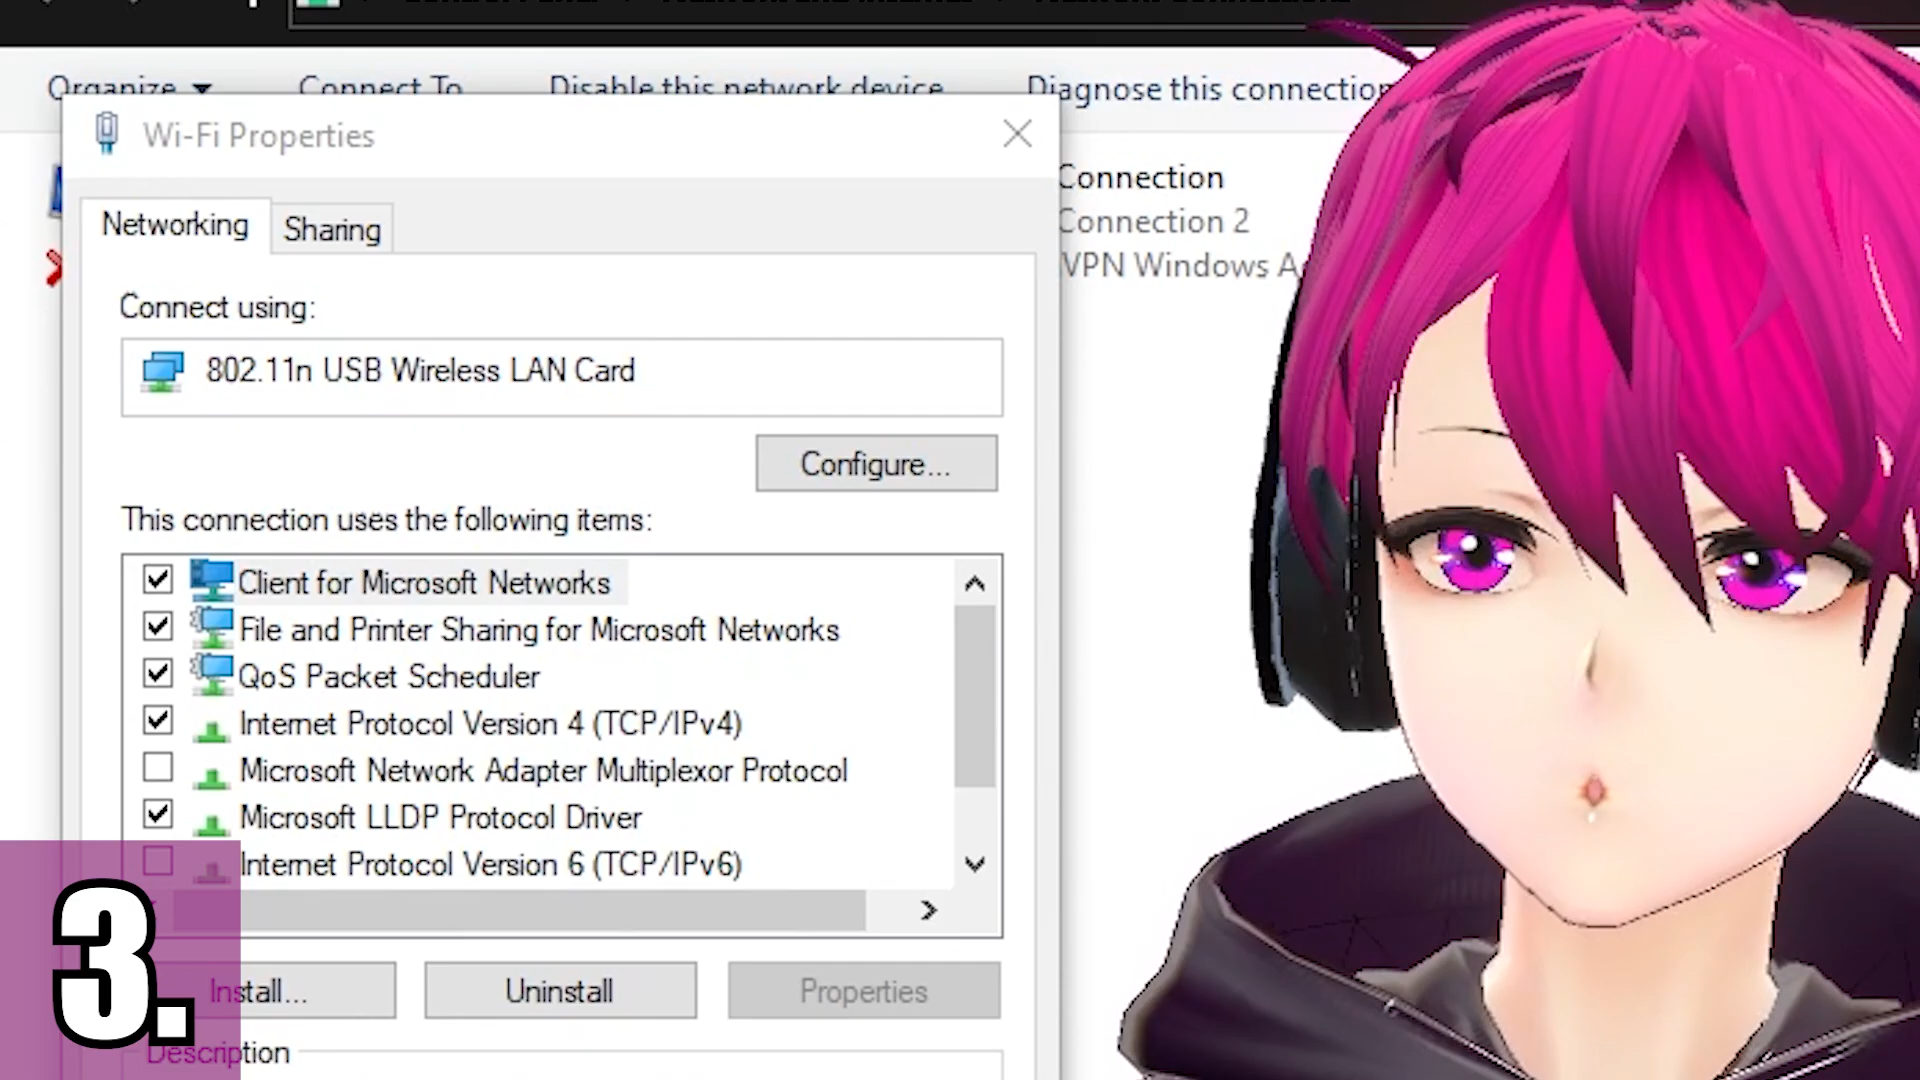 Organize
Connect To
Disable this network device
Diagnose this connection
Wi-Fi Properties
Connection
Networking
Sharing
Connection 2
VPN Windows A
Connect using:
802.11n USB Wireless LAN Card
Configure...
This connection uses the following items:
Client for Microsoft Networks
File and Printer Sharing for Microsoft Networks
QoS Packet Scheduler
Internet Protocol Version 4 (TCP/IPv4)
Microsoft Network Adapter Multiplexor Protocol
Microsoft LLDP Protocol Driver
Internet Protocol Version 6 (TCP/IPv6)
3.
Install...
Uninstall
Properties
Description